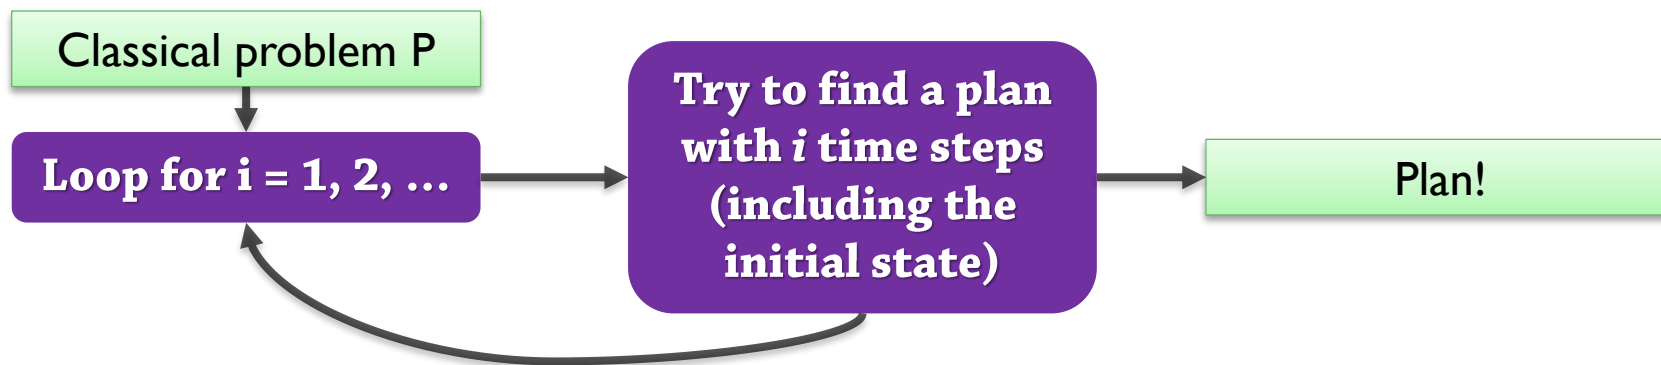 Classical problem P
Loop for i = 1, 2, ...
Try to find a plan
with i time steps
(including the
initial state)
Plan!